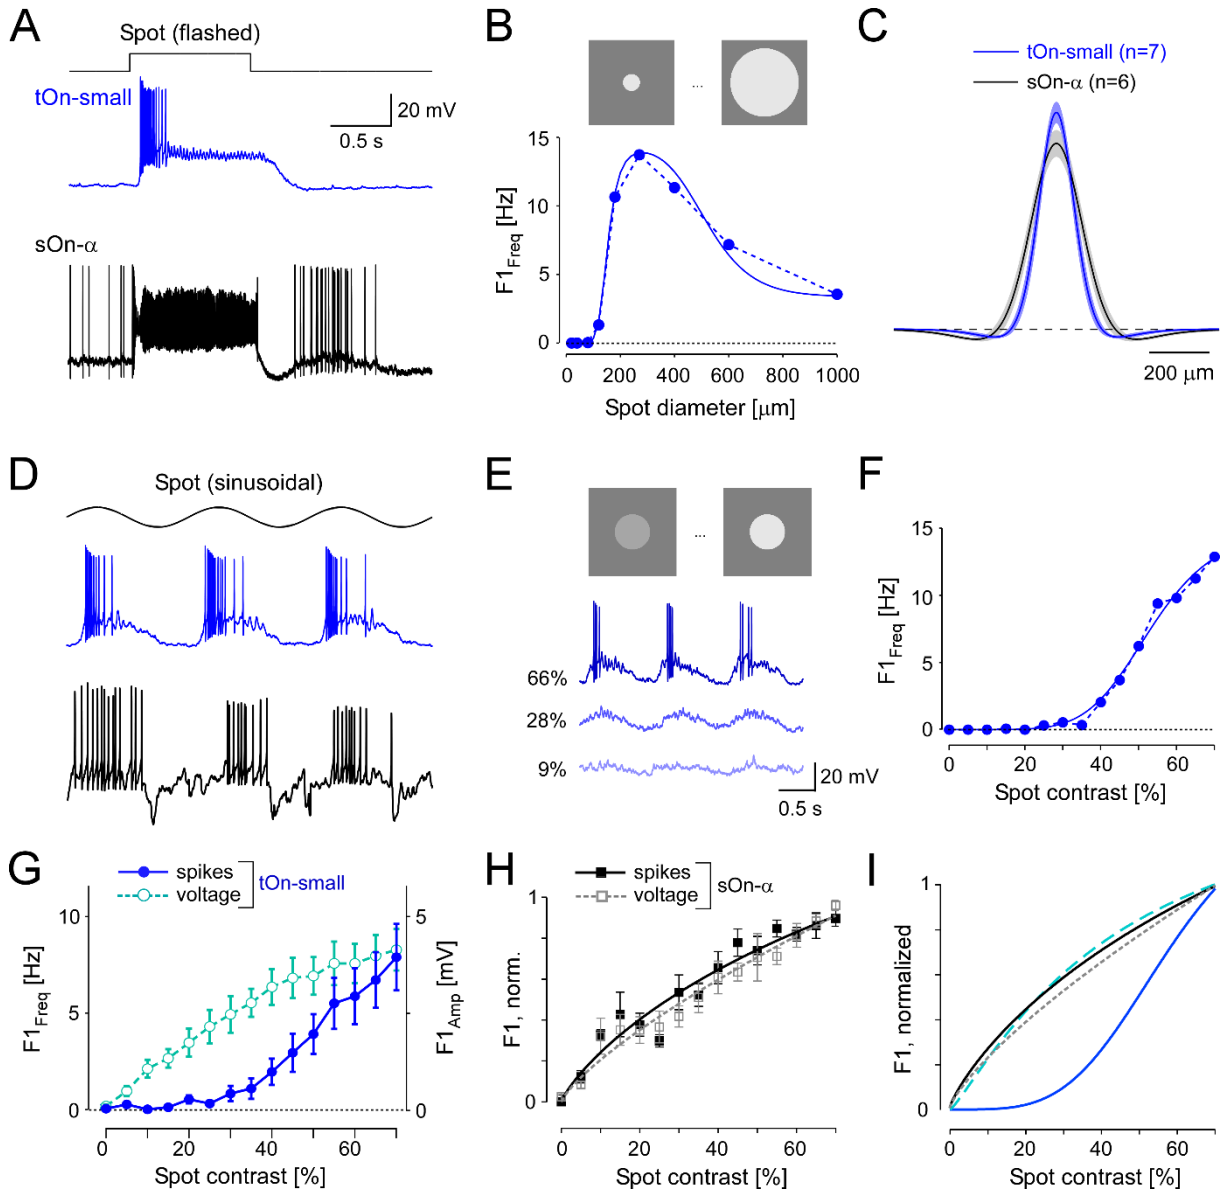 A
Spot (flashed)
tOn-small
20 mV
0.5 s
sOn-α
B
...
15
10
5
0
F1Freq [Hz]
0 200 400 600 800 1000
Spot diameter [μm]
C
tOn-small (n=7)
sOn-α (n=6)
200 μm
D
Spot (sinusoidal)
E
...
66%
28%
9%
20 mV
0.5 s
F
15
10
5
0
F1Freq [Hz]
0 20 40 60
Spot contrast [%]
G
spikes
voltage
tOn-small
10
5
0
F1Freq [Hz]
5
0
F1Amp [mV]
0 20 40 60
Spot contrast [%]
H
spikes
voltage
sOn-α
1
0
F1, norm.
0 20 40 60
Spot contrast [%]
I
1
0
F1, normalized
0 20 40 60
Spot contrast [%]